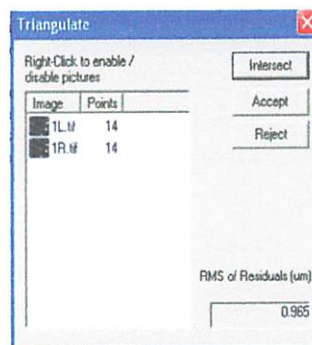 Triangulate
Right-Click to enable /
disable pictures
Intersect
Image Points
Accept
1L.tif 14
1R.tif 14
Reject
RMS of Residuals (um)
0.965